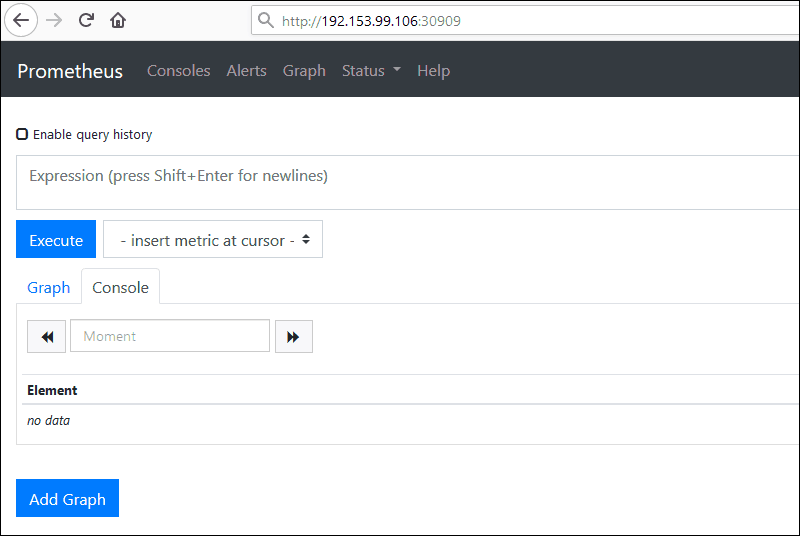 http://192.153.99.106:30909
Prometheus Consoles Alerts Graph Status Help
Enable query history
Expression (press Shift+Enter for newlines)
Execute - insert metric at cursor -
Graph Console
Moment
Element
no data
Add Graph